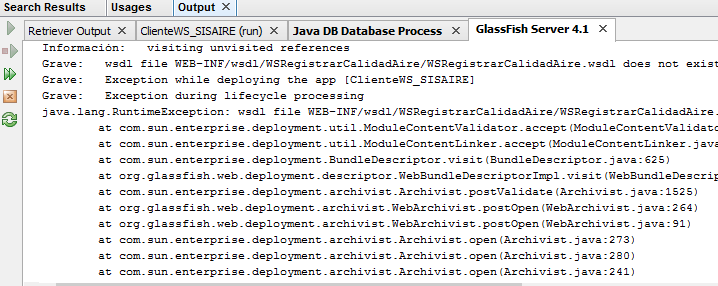 Search Results Usages Output
Retriever Output ClienteWS_SISAIRE (run) Java DB Database Process GlassFish Server 4.1
Información: visiting unvisited references
Grave: wsdl file WEB-INF/wsdl/WSRegistrarCalidadAire/WSRegistrarCalidadAire.wsdl does not exist
Grave: Exception while deploying the app [ClienteWS_SISAIRE]
Grave: Exception during lifecycle processing
java.lang.RuntimeException: wsdl file WEB-INF/wsdl/WSRegistrarCalidadAire/WSRegistrarCalidadAire.
at com.sun.enterprise.deployment.util.ModuleContentValidator.accept(ModuleContentValidato
at com.sun.enterprise.deployment.util.ModuleContentLinker.accept(ModuleContentLinker.java
at com.sun.enterprise.deployment.BundleDescriptor.visit(BundleDescriptor.java:625)
at org.glassfish.web.deployment.descriptor.WebBundleDescriptorImpl.visit(WebBundleDescrip
at com.sun.enterprise.deployment.archivist.Archivist.postValidate(Archivist.java:1525)
at org.glassfish.web.deployment.archivist.WebArchivist.postOpen(WebArchivist.java:264)
at org.glassfish.web.deployment.archivist.WebArchivist.postOpen(WebArchivist.java:91)
at com.sun.enterprise.deployment.archivist.Archivist.open(Archivist.java:273)
at com.sun.enterprise.deployment.archivist.Archivist.open(Archivist.java:280)
at com.sun.enterprise.deployment.archivist.Archivist.open(Archivist.java:241)